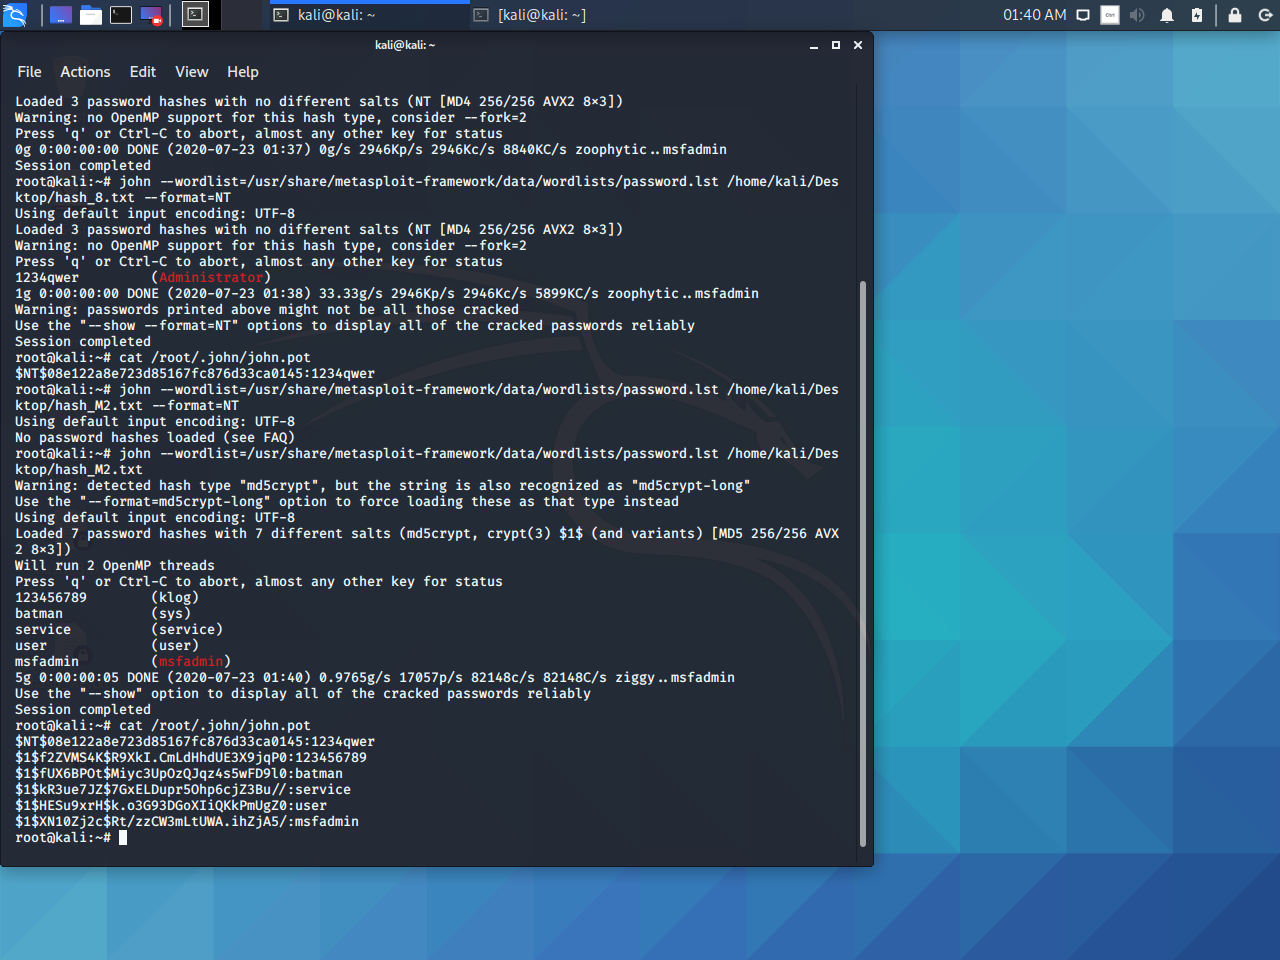 kali@kali: ~
[kali@kali: ~]
01:40 AM
Ctrl
kali@kali: ~
File Actions Edit View Help
Loaded 3 password hashes with no different salts (NT [MD4 256/256 AVX2 8×3])
Warning: no OpenMP support for this hash type, consider --fork=2
Press 'q' or Ctrl-C to abort, almost any other key for status
0g 0:00:00:00 DONE (2020-07-23 01:37) 0g/s 2946Kp/s 2946Kc/s 8840KC/s zoophytic..msfadmin
Session completed
root@kali:~# john --wordlist=/usr/share/metasploit-framework/data/wordlists/password.lst /home/kali/Des
ktop/hash_8.txt --format=NT
Using default input encoding: UTF-8
Loaded 3 password hashes with no different salts (NT [MD4 256/256 AVX2 8×3])
Warning: no OpenMP support for this hash type, consider --fork=2
Press 'q' or Ctrl-C to abort, almost any other key for status
1234qwer         (Administrator)
1g 0:00:00:00 DONE (2020-07-23 01:38) 33.33g/s 2946Kp/s 2946Kc/s 5899KC/s zoophytic..msfadmin
Warning: passwords printed above might not be all those cracked
Use the "--show --format=NT" options to display all of the cracked passwords reliably
Session completed
root@kali:~# cat /root/.john/john.pot
$NT$08e122a8e723d85167fc876d33ca0145:1234qwer
root@kali:~# john --wordlist=/usr/share/metasploit-framework/data/wordlists/password.lst /home/kali/Des
ktop/hash_M2.txt --format=NT
Using default input encoding: UTF-8
No password hashes loaded (see FAQ)
root@kali:~# john --wordlist=/usr/share/metasploit-framework/data/wordlists/password.lst /home/kali/Des
ktop/hash_M2.txt
Warning: detected hash type "md5crypt", but the string is also recognized as "md5crypt-long"
Use the "--format=md5crypt-long" option to force loading these as that type instead
Using default input encoding: UTF-8
Loaded 7 password hashes with 7 different salts (md5crypt, crypt(3) $1$ (and variants) [MD5 256/256 AVX
2 8×3])
Will run 2 OpenMP threads
Press 'q' or Ctrl-C to abort, almost any other key for status
123456789        (klog)
batman           (sys)
service          (service)
user             (user)
msfadmin         (msfadmin)
5g 0:00:00:05 DONE (2020-07-23 01:40) 0.9765g/s 17057p/s 82148c/s 82148C/s ziggy..msfadmin
Use the "--show" option to display all of the cracked passwords reliably
Session completed
root@kali:~# cat /root/.john/john.pot
$NT$08e122a8e723d85167fc876d33ca0145:1234qwer
$1$f2ZVMS4K$R9XkI.CmLdHhdUE3X9jqP0:123456789
$1$fUX6BPOt$Miyc3UpOzQJqz4s5wFD9l0:batman
$1$kR3ue7JZ$7GxELDupr5Ohp6cjZ3Bu//:service
$1$HESu9xrH$k.o3G93DGoXIiQKkPmUgZ0:user
$1$XN10Zj2c$Rt/zzCW3mLtUWA.ihZjA5/:msfadmin
root@kali:~#